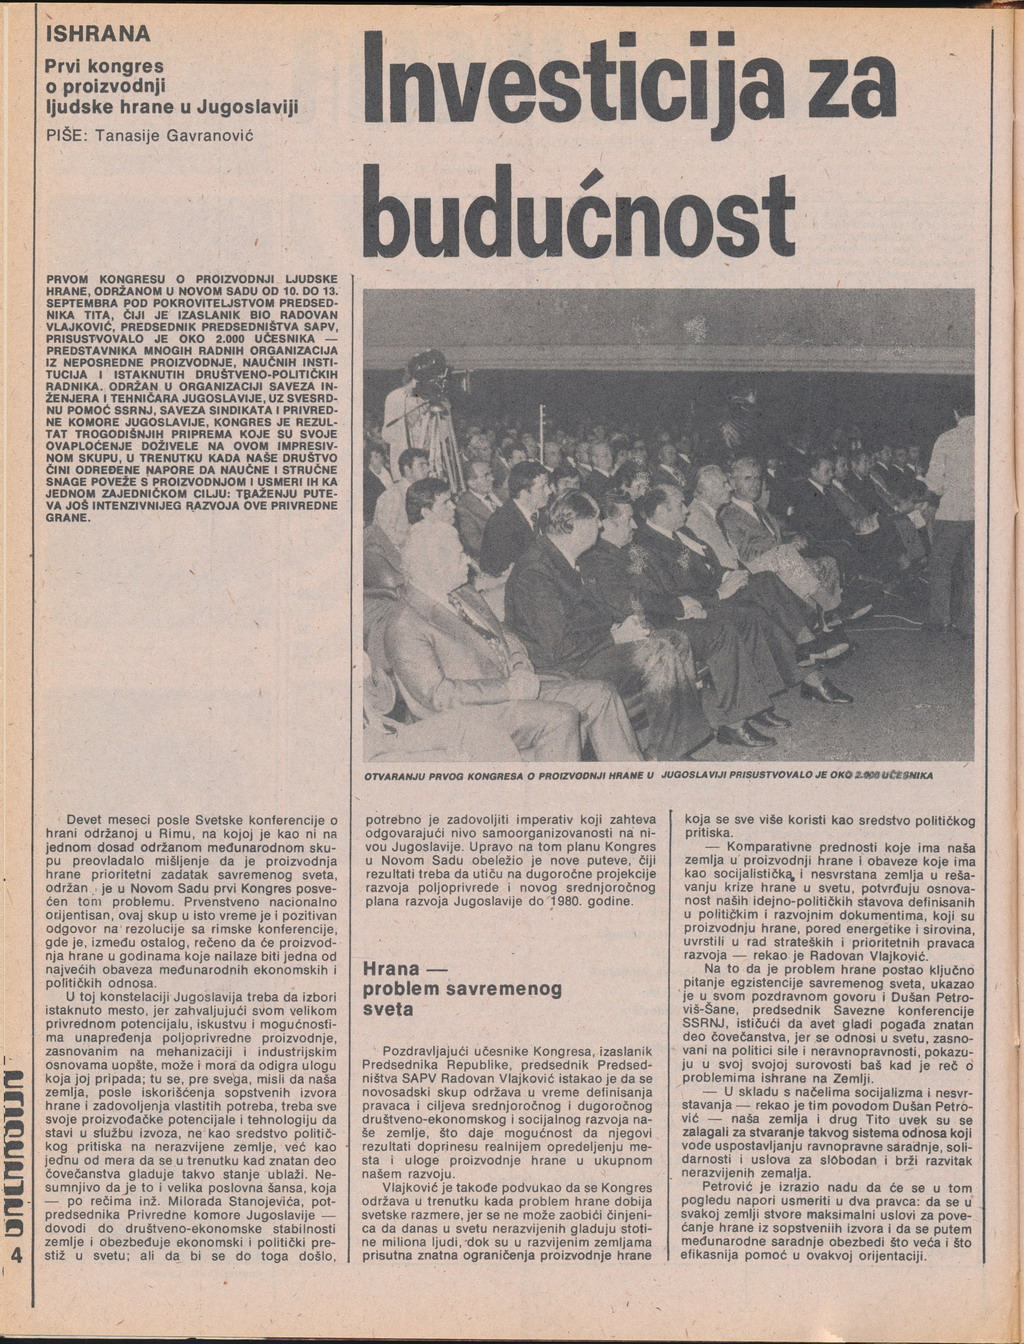 ISHRANA
Prvi kongres
o proizvodnji
ljudske hrane u Jugoslaviji
PIŠE: Tanasije Gavranović
Investicija za
budućnost
PRVOM KONGRESU O PROIZVODNJI LJUDSKE
HRANE, ODRŽANOM U NOVOM SADU OD 10. DO 13.
SEPTEMBRA POD POKROVITELJSTVOM PREDSED-
NIKA TITA, ČIJI JE IZASLANIK BIO RADOVAN
VLAJKOVIĆ, PREDSEDNIK PREDSEDNIŠTVA SAPV,
PRISUSTVOVALO JE OKO 2.000 UČESNIKA —
PREDSTAVNIKA MNOGIH RADNIH ORGANIZACIJA
IZ NEPOSREDNE PROIZVODNJE, NAUČNIH INSTI-
TUCIJA I ISTAKNUTIH DRUŠTVENO-POLITIČKIH
RADNIKA. ODRŽAN U ORGANIZACIJI SAVEZA IN-
ŽENJERA I TEHNIČARA JUGOSLAVIJE, UZ SVESRD-
NU POMOĆ SSRNJ, SAVEZA SINDIKATA I PRIVRED-
NE KOMORE JUGOSLAVIJE, KONGRES JE REZUL-
TAT TROGODIŠNJIH PRIPREMA KOJE SU SVOJE
OVAPLOĆENJE DOŽIVELE NA OVOM IMPRESIV-
NOM SKUPU, U TRENUTKU KADA NAŠE DRUŠTVO
ČINI ODREĐENE NAPORE DA NAUČNE I STRUČNE
SNAGE POVEŽE S PROIZVODNJOM I USMERI IH KA
JEDNOM ZAJEDNIČKOM CILJU: TRAŽENJU PUTE-
VA JOŠ INTENZIVNIJEG RAZVOJA OVE PRIVREDNE
GRANE.
OTVARANJU PRVOG KONGRESA O PROIZVODNJI HRANE U JUGOSLAVIJI PRISUSTVOVALO JE OKO 2.000 UČESNIKA
Devet meseci posle Svetske konferencije o
hrani održanoj u Rimu, na kojoj je kao ni na
jednom dosad održanom međunarodnom sku-
pu preovladalo mišljenje da je proizvodnja
hrane prioritetni zadatak savremenog sveta,
održan je u Novom Sadu prvi Kongres posve-
ćen tom problemu. Prvenstveno nacionalno
orijentisan, ovaj skup u isto vreme je i pozitivan
odgovor na rezolucije sa rimske konferencije,
gde je, između ostalog, rečeno da će proizvod-
nja hrane u godinama koje nailaze biti jedna od
najvećih obaveza međunarodnih ekonomskih i
političkih odnosa.
U toj konstelaciji Jugoslavija treba da izbori
istaknuto mesto, jer zahvaljujući svom velikom
privrednom potencijalu, iskustvu i mogućnosti-
ma unapređenja poljoprivredne proizvodnje,
zasnovanim na mehanizaciji i industrijskim
osnovama uopšte, može i mora da odigra ulogu
koja joj pripada; tu se, pre svega, misli da naša
zemlja, posle iskorišćenja sopstvenih izvora
hrane i zadovoljenja vlastitih potreba, treba sve
svoje proizvođačke potencijale i tehnologiju da
stavi u službu izvoza, ne kao sredstvo politič-
kog pritiska na nerazvijene zemlje, već kao
jednu od mera da se u trenutku kad znatan deo
čovečanstva gladuje takvo stanje ublaži. Ne-
sumnjivo da je to i velika poslovna šansa, koja
— po rečima inž. Milorada Stanojevića, pot-
predsednika Privredne komore Jugoslavije —
dovodi do društveno-ekonomske stabilnosti
zemlje i obezbeđuje ekonomski i politički pre-
stiž u svetu; ali da bi se do toga došlo,
potrebno je zadovoljiti imperativ koji zahteva
odgovarajući nivo samoorganizovanosti na ni-
vou Jugoslavije. Upravo na tom planu Kongres
u Novom Sadu obeležio je nove puteve, čiji
rezultati treba da utiču na dugoročne projekcije
razvoja poljoprivrede i novog srednjoročnog
plana razvoja Jugoslavije do 1980. godine.
Hrana —
problem savremenog
sveta
Pozdravljajući učesnike Kongresa, izaslanik
Predsednika Republike, predsednik Predsed-
ništva SAPV Radovan Vlajković istakao je da se
novosadski skup održava u vreme definisanja
pravaca i ciljeva srednjoročnog i dugoročnog
društveno-ekonomskog i socijalnog razvoja na-
še zemlje, što daje mogućnost da njegovi
rezultati doprinesu realnijem opredeljenju me-
sta i uloge proizvodnje hrane u ukupnom
našem razvoju.
Vlajković je takođe podvukao da se Kongres
održava u trenutku kada problem hrane dobija
svetske razmere, jer se ne može zaobići činjeni-
ca da danas u svetu nerazvijenih gladuju stoti-
ne miliona ljudi, dok su u razvijenim zemljama
prisutna znatna ograničenja proizvodnje hrane
koja se sve više koristi kao sredstvo političkog
pritiska.
— Komparativne prednosti koje ima naša
zemlja u proizvodnji hrane i obaveze koje ima
kao socijalistička i nesvrstana zemlja u reša-
vanju krize hrane u svetu, potvrđuju osnova-
nost naših idejno-političkih stavova definisanih
u političkim i razvojnim dokumentima, koji su
proizvodnju hrane, pored energetike i sirovina,
uvrstili u rad strateških i prioritetnih pravaca
razvoja — rekao je Radovan Vlajković.
Na to da je problem hrane postao ključno
pitanje egzistencije savremenog sveta, ukazao
je u svom pozdravnom govoru i Dušan Petro-
viš-Šane, predsednik Savezne konferencije
SSRNJ, ističući da avet gladi pogađa znatan
deo čovečanstva, jer se odnosi u svetu, zasno-
vani na politici sile i neravnopravnosti, pokazu-
ju u svoj svojoj surovosti baš kad je reč o
problemima ishrane na Zemlji.
— U skladu s načelima socijalizma i nesvr-
stavanja — rekao je tim povodom Dušan Petro-
vić — naša zemlja i drug Tito uvek su se
zalagali za stvaranje takvog sistema odnosa koji
vode uspostavljanju ravnopravne saradnje, soli-
darnosti i uslova za slobodan i brži razvitak
nerazvijenih zemalja.
Petrović je izrazio nadu da će se u tom
pogledu napori usmeriti u dva pravca: da se u
svakoj zemlji stvore maksimalni uslovi za pove-
ćanje hrane iz sopstveniih izvora i da se putem
međunarodne saradnje obezbedi što veća i što
efikasnija pomoć u ovakvoj orijentaciji.
4